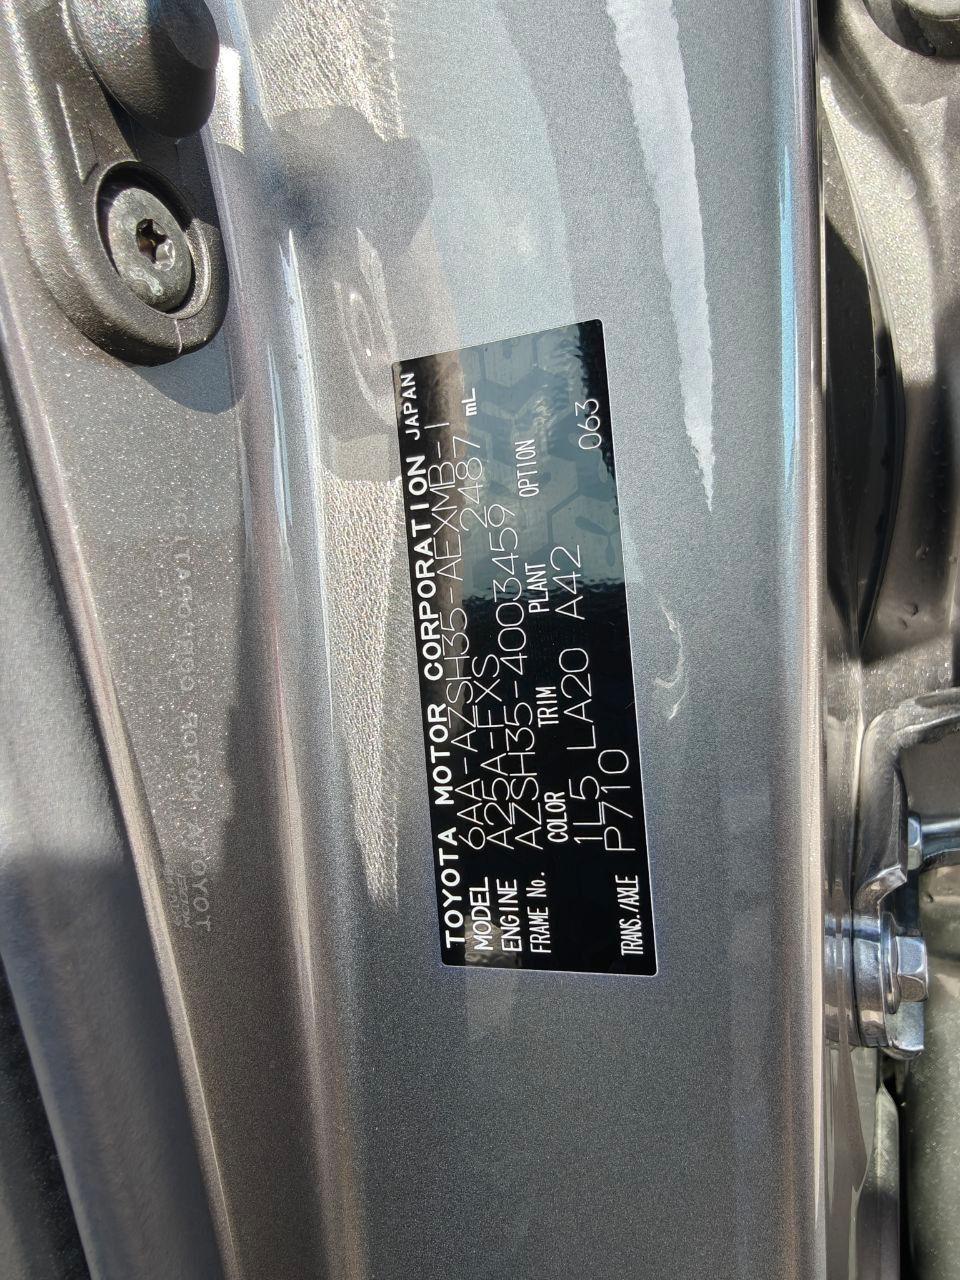 TOYOTA MOTOR CORPORATION JAPAN
MODEL 6AA-AZSH35-AEXMB-1
ENGINE A25A-FXS 2487 mL
FRAME No. AZSH35-4003459
COLOR TRIM PLANT OPTION
1L5 LA20 A42
TRANS./AXLE P710 063